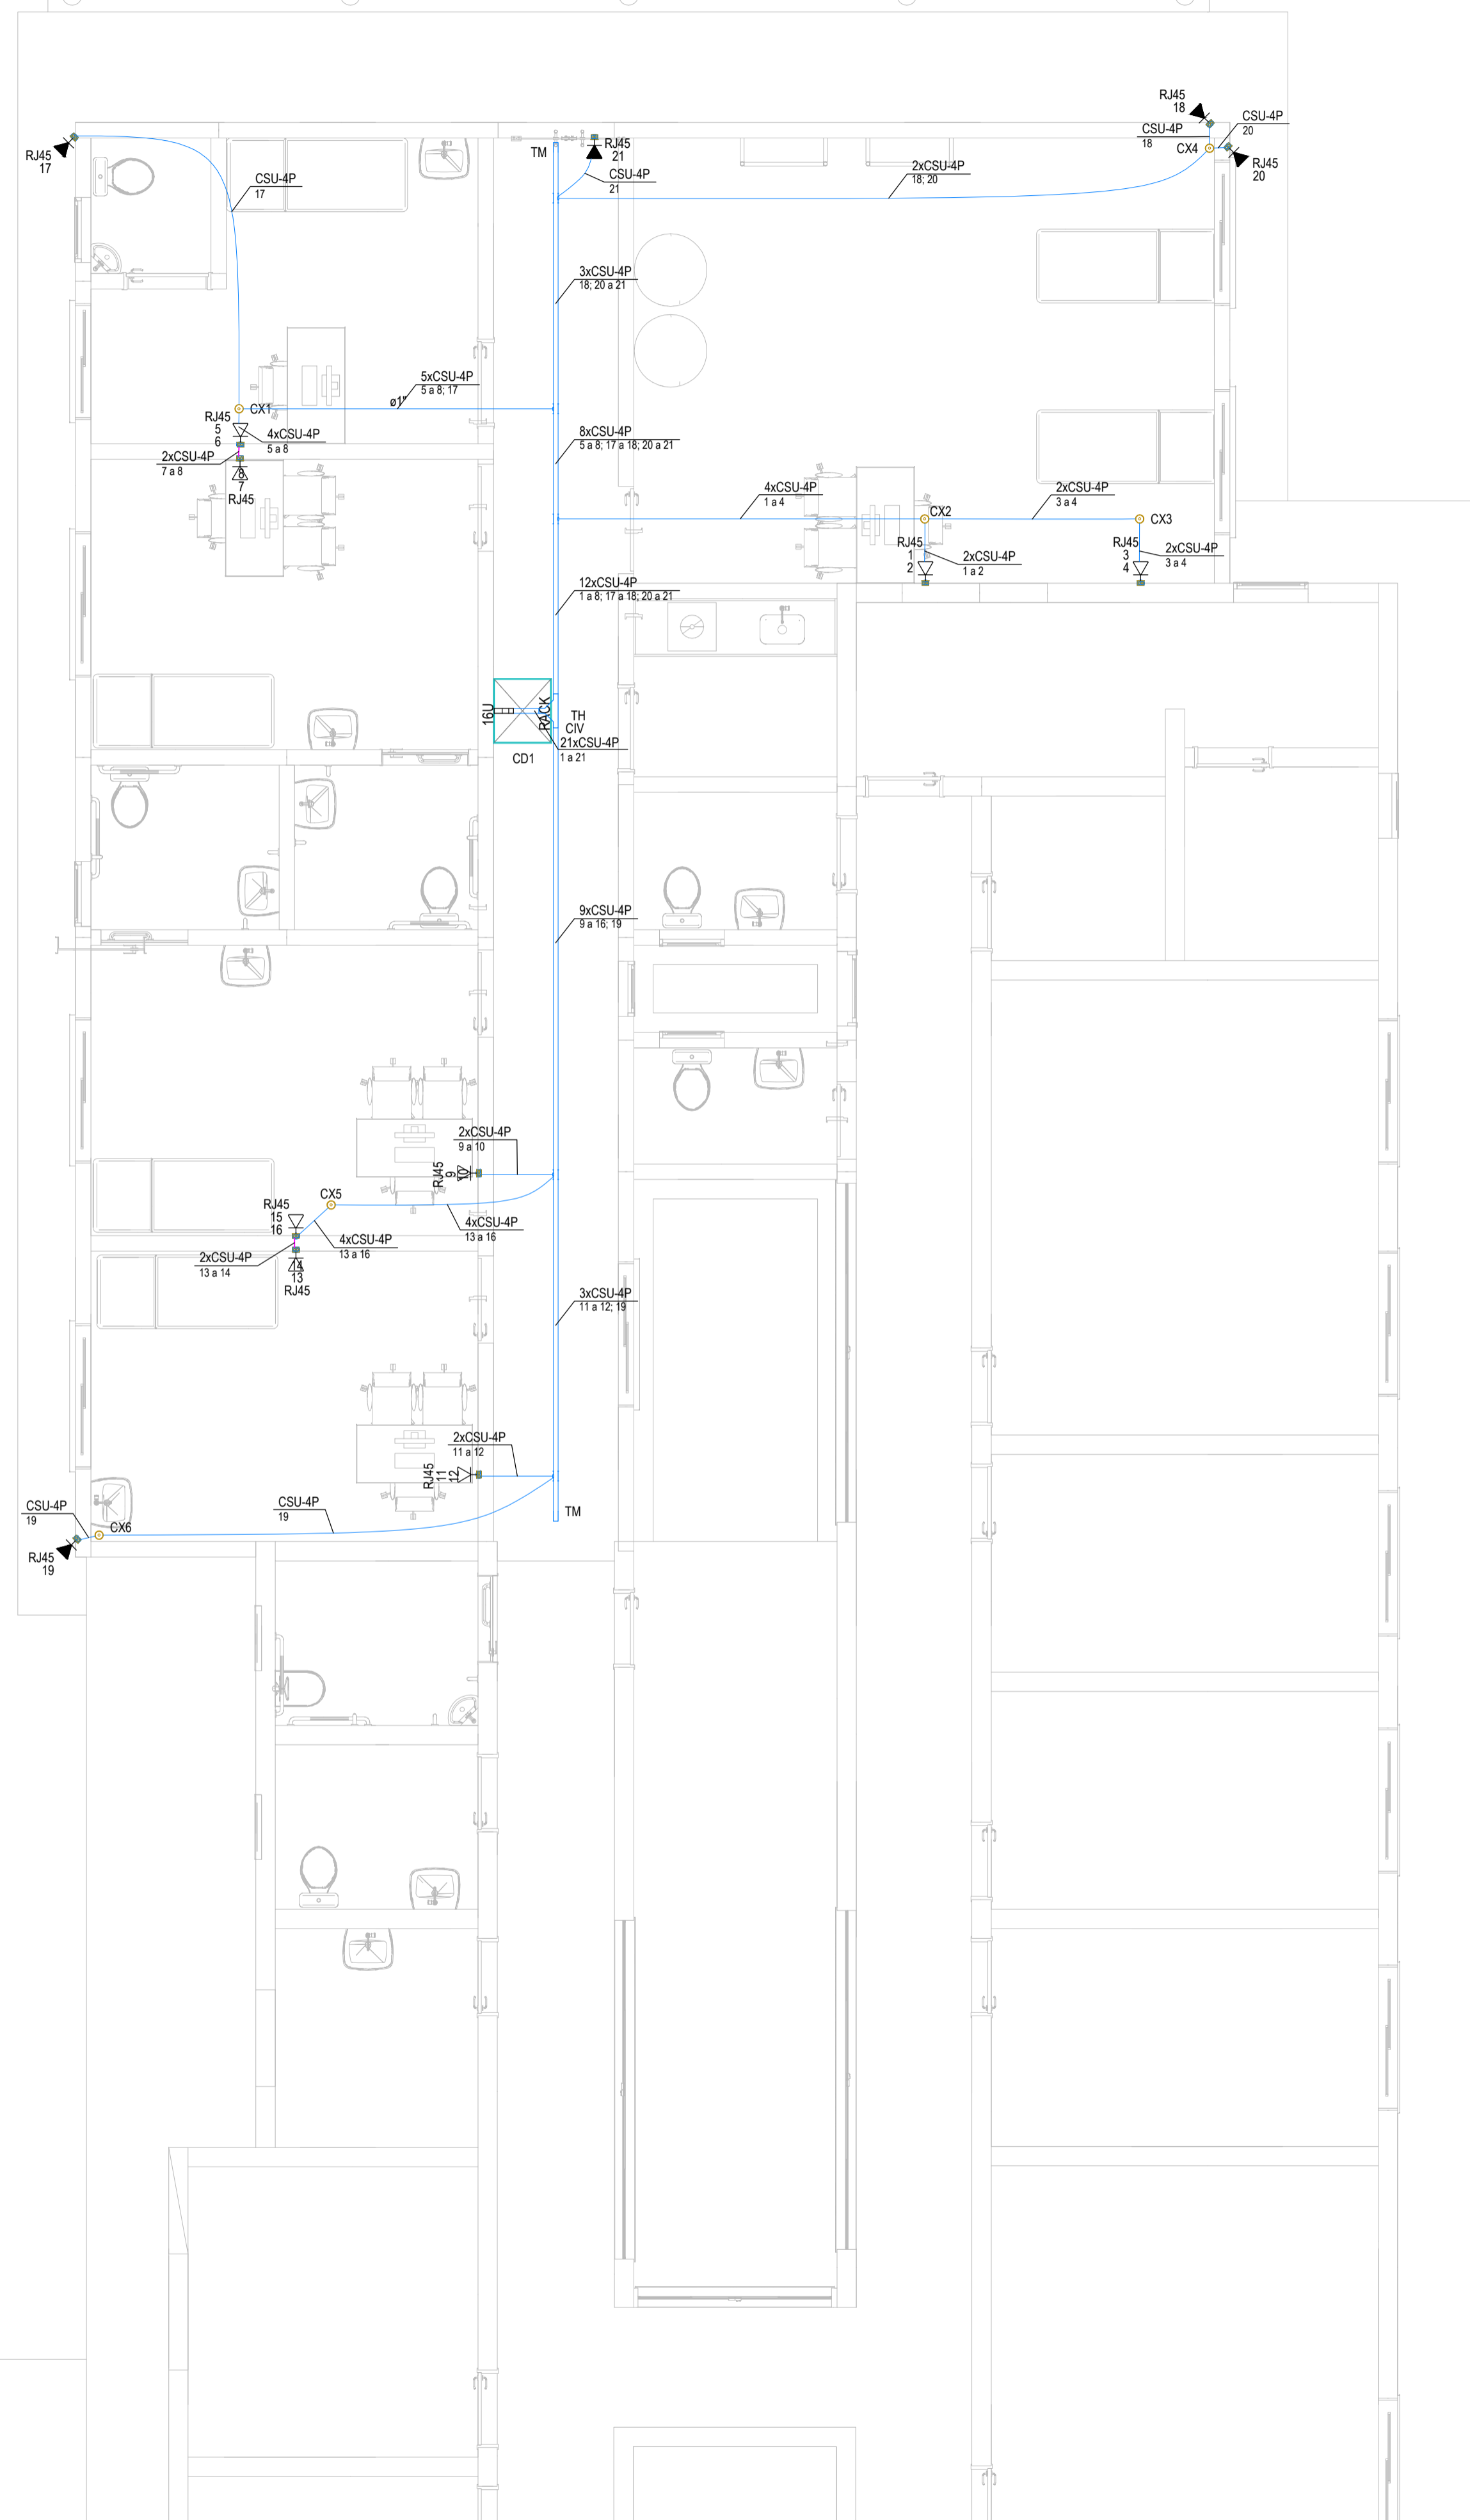 RJ45
18
CSU-4P
20
CSU-4P
18
CX4
RJ45
20
RJ45
17
TM
RJ45
21
CSU-4P
21
2xCSU-4P
18; 20
CSU-4P
17
3xCSU-4P
18; 20 a 21
5xCSU-4P
5 a 8; 17
ø1"
CX1
RJ45
5
6
4xCSU-4P
5 a 8
8xCSU-4P
5 a 8; 17 a 18; 20 a 21
2xCSU-4P
7 a 8
8
7
RJ45
4xCSU-4P
1 a 4
2xCSU-4P
3 a 4
CX2
CX3
RJ45
1
2
2xCSU-4P
1 a 2
RJ45
3
4
2xCSU-4P
3 a 4
12xCSU-4P
1 a 8; 17 a 18; 20 a 21
16U
RACK
TH
CIV
21xCSU-4P
1 a 21
CD1
9xCSU-4P
9 a 16; 19
2xCSU-4P
9 a 10
RJ45
9
10
CX5
RJ45
15
16
4xCSU-4P
13 a 16
4xCSU-4P
13 a 16
2xCSU-4P
13 a 14
14
13
RJ45
3xCSU-4P
11 a 12; 19
2xCSU-4P
11 a 12
RJ45
11
12
CSU-4P
19
CSU-4P
19
CX6
TM
RJ45
19